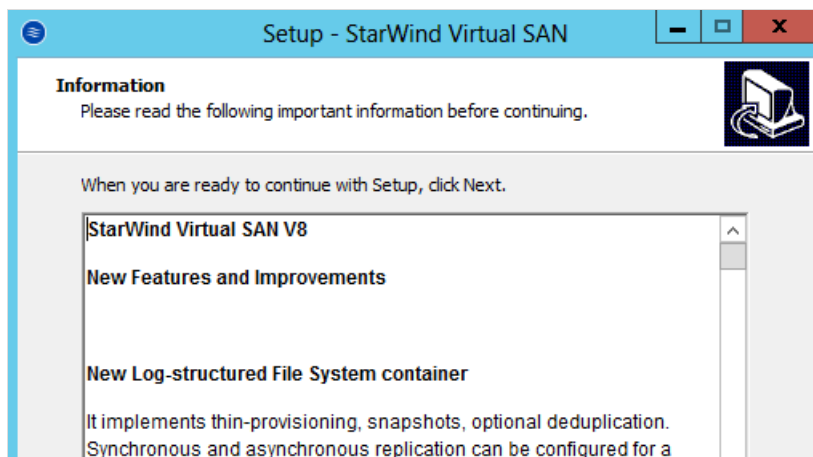 Setup - StarWind Virtual SAN
Information
Please read the following important information before continuing.
When you are ready to continue with Setup, click Next.
StarWind Virtual SAN V8
New Features and Improvements
New Log-structured File System container
It implements thin-provisioning, snapshots, optional deduplication.
Synchronous and asynchronous replication can be configured for a